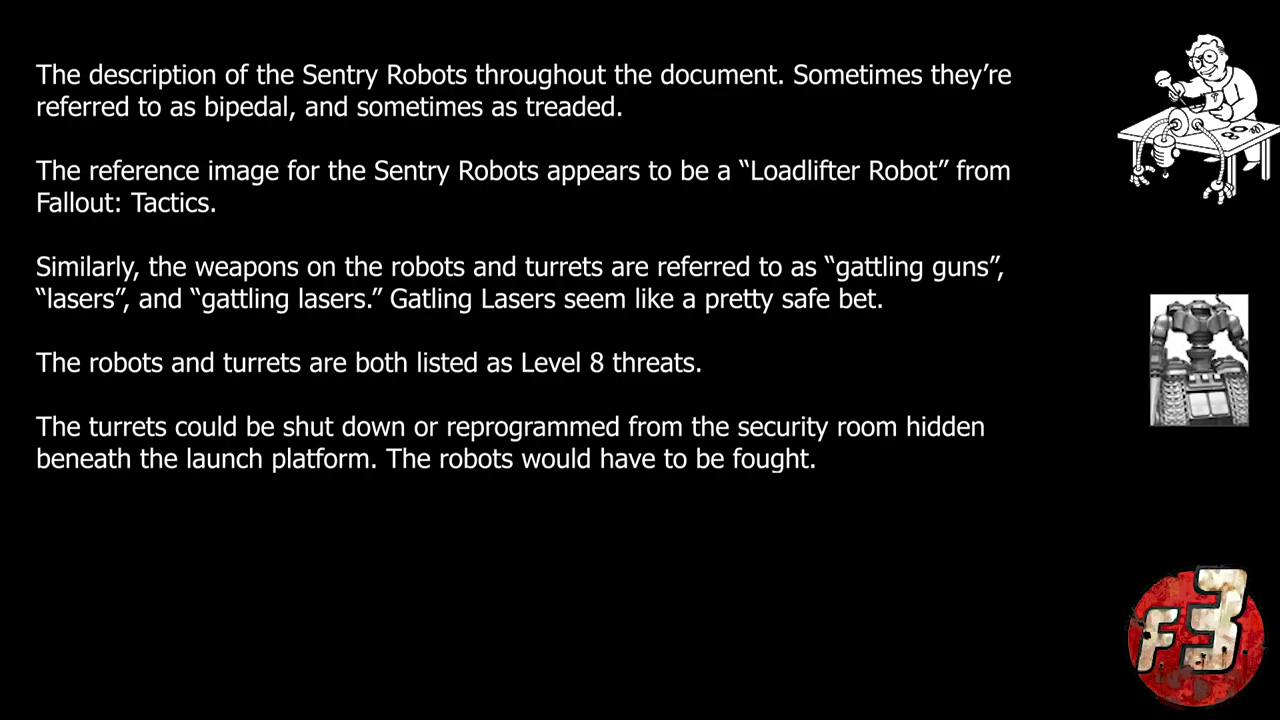 The description of the Sentry Robots throughout the document. Sometimes they’re
referred to as bipedal, and sometimes as treaded.
The reference image for the Sentry Robots appears to be a “Loadlifter Robot” from
Fallout: Tactics.
Similarly, the weapons on the robots and turrets are referred to as “gattling guns”,
“lasers”, and “gattling lasers.” Gatling Lasers seem like a pretty safe bet.
The robots and turrets are both listed as Level 8 threats.
The turrets could be shut down or reprogrammed from the security room hidden
beneath the launch platform. The robots would have to be fought.
F3